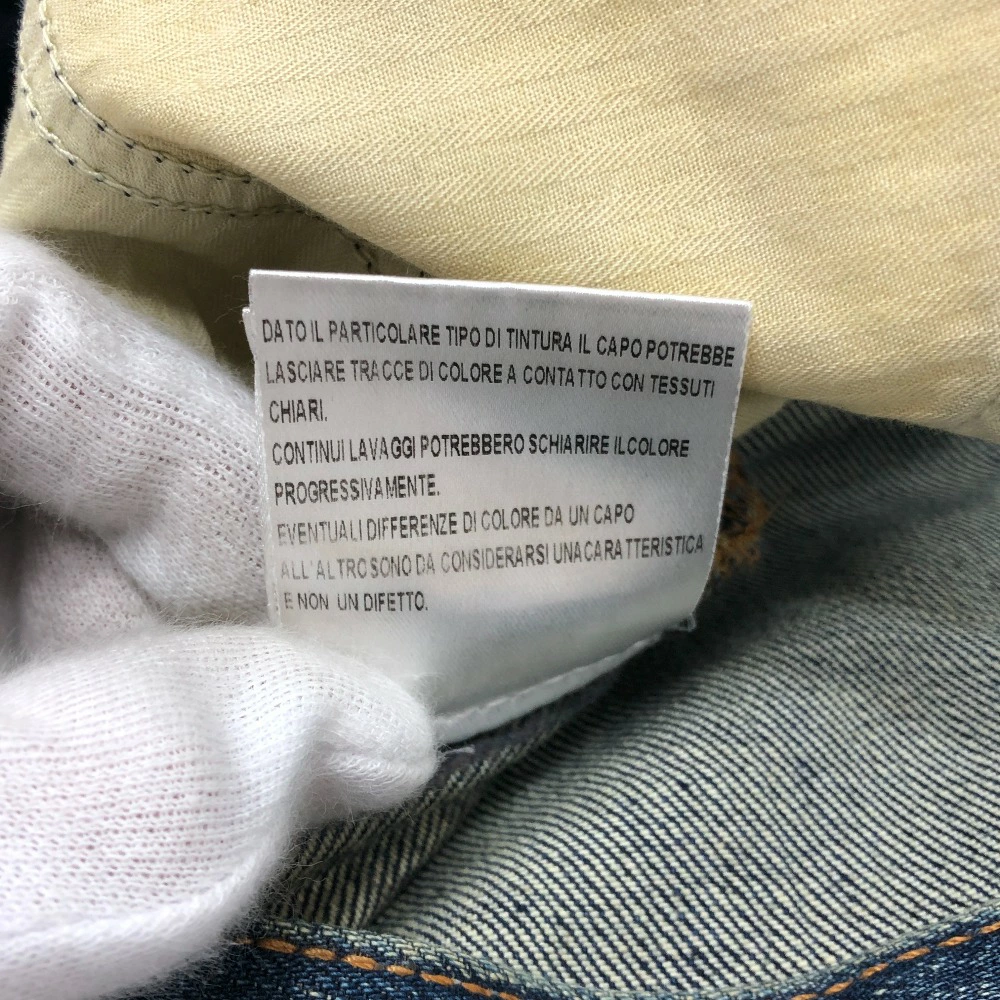 DATO IL PARTICOLARE TIPO DI TINTURA IL CAPO POTREBBE
LASCIARE TRACCE DI COLORE A CONTATTO CON TESSUTI
CHIARI.
CONTINUI LAVAGGI POTREBBERO SCHIARIRE IL COLORE
PROGRESSIVAMENTE.
EVENTUALI DIFFERENZE DI COLORE DA UN CAPO
ALL'ALTRO SONO DA CONSIDERARSI UNA CARATTERISTICA
E NON UN DIFETTO.